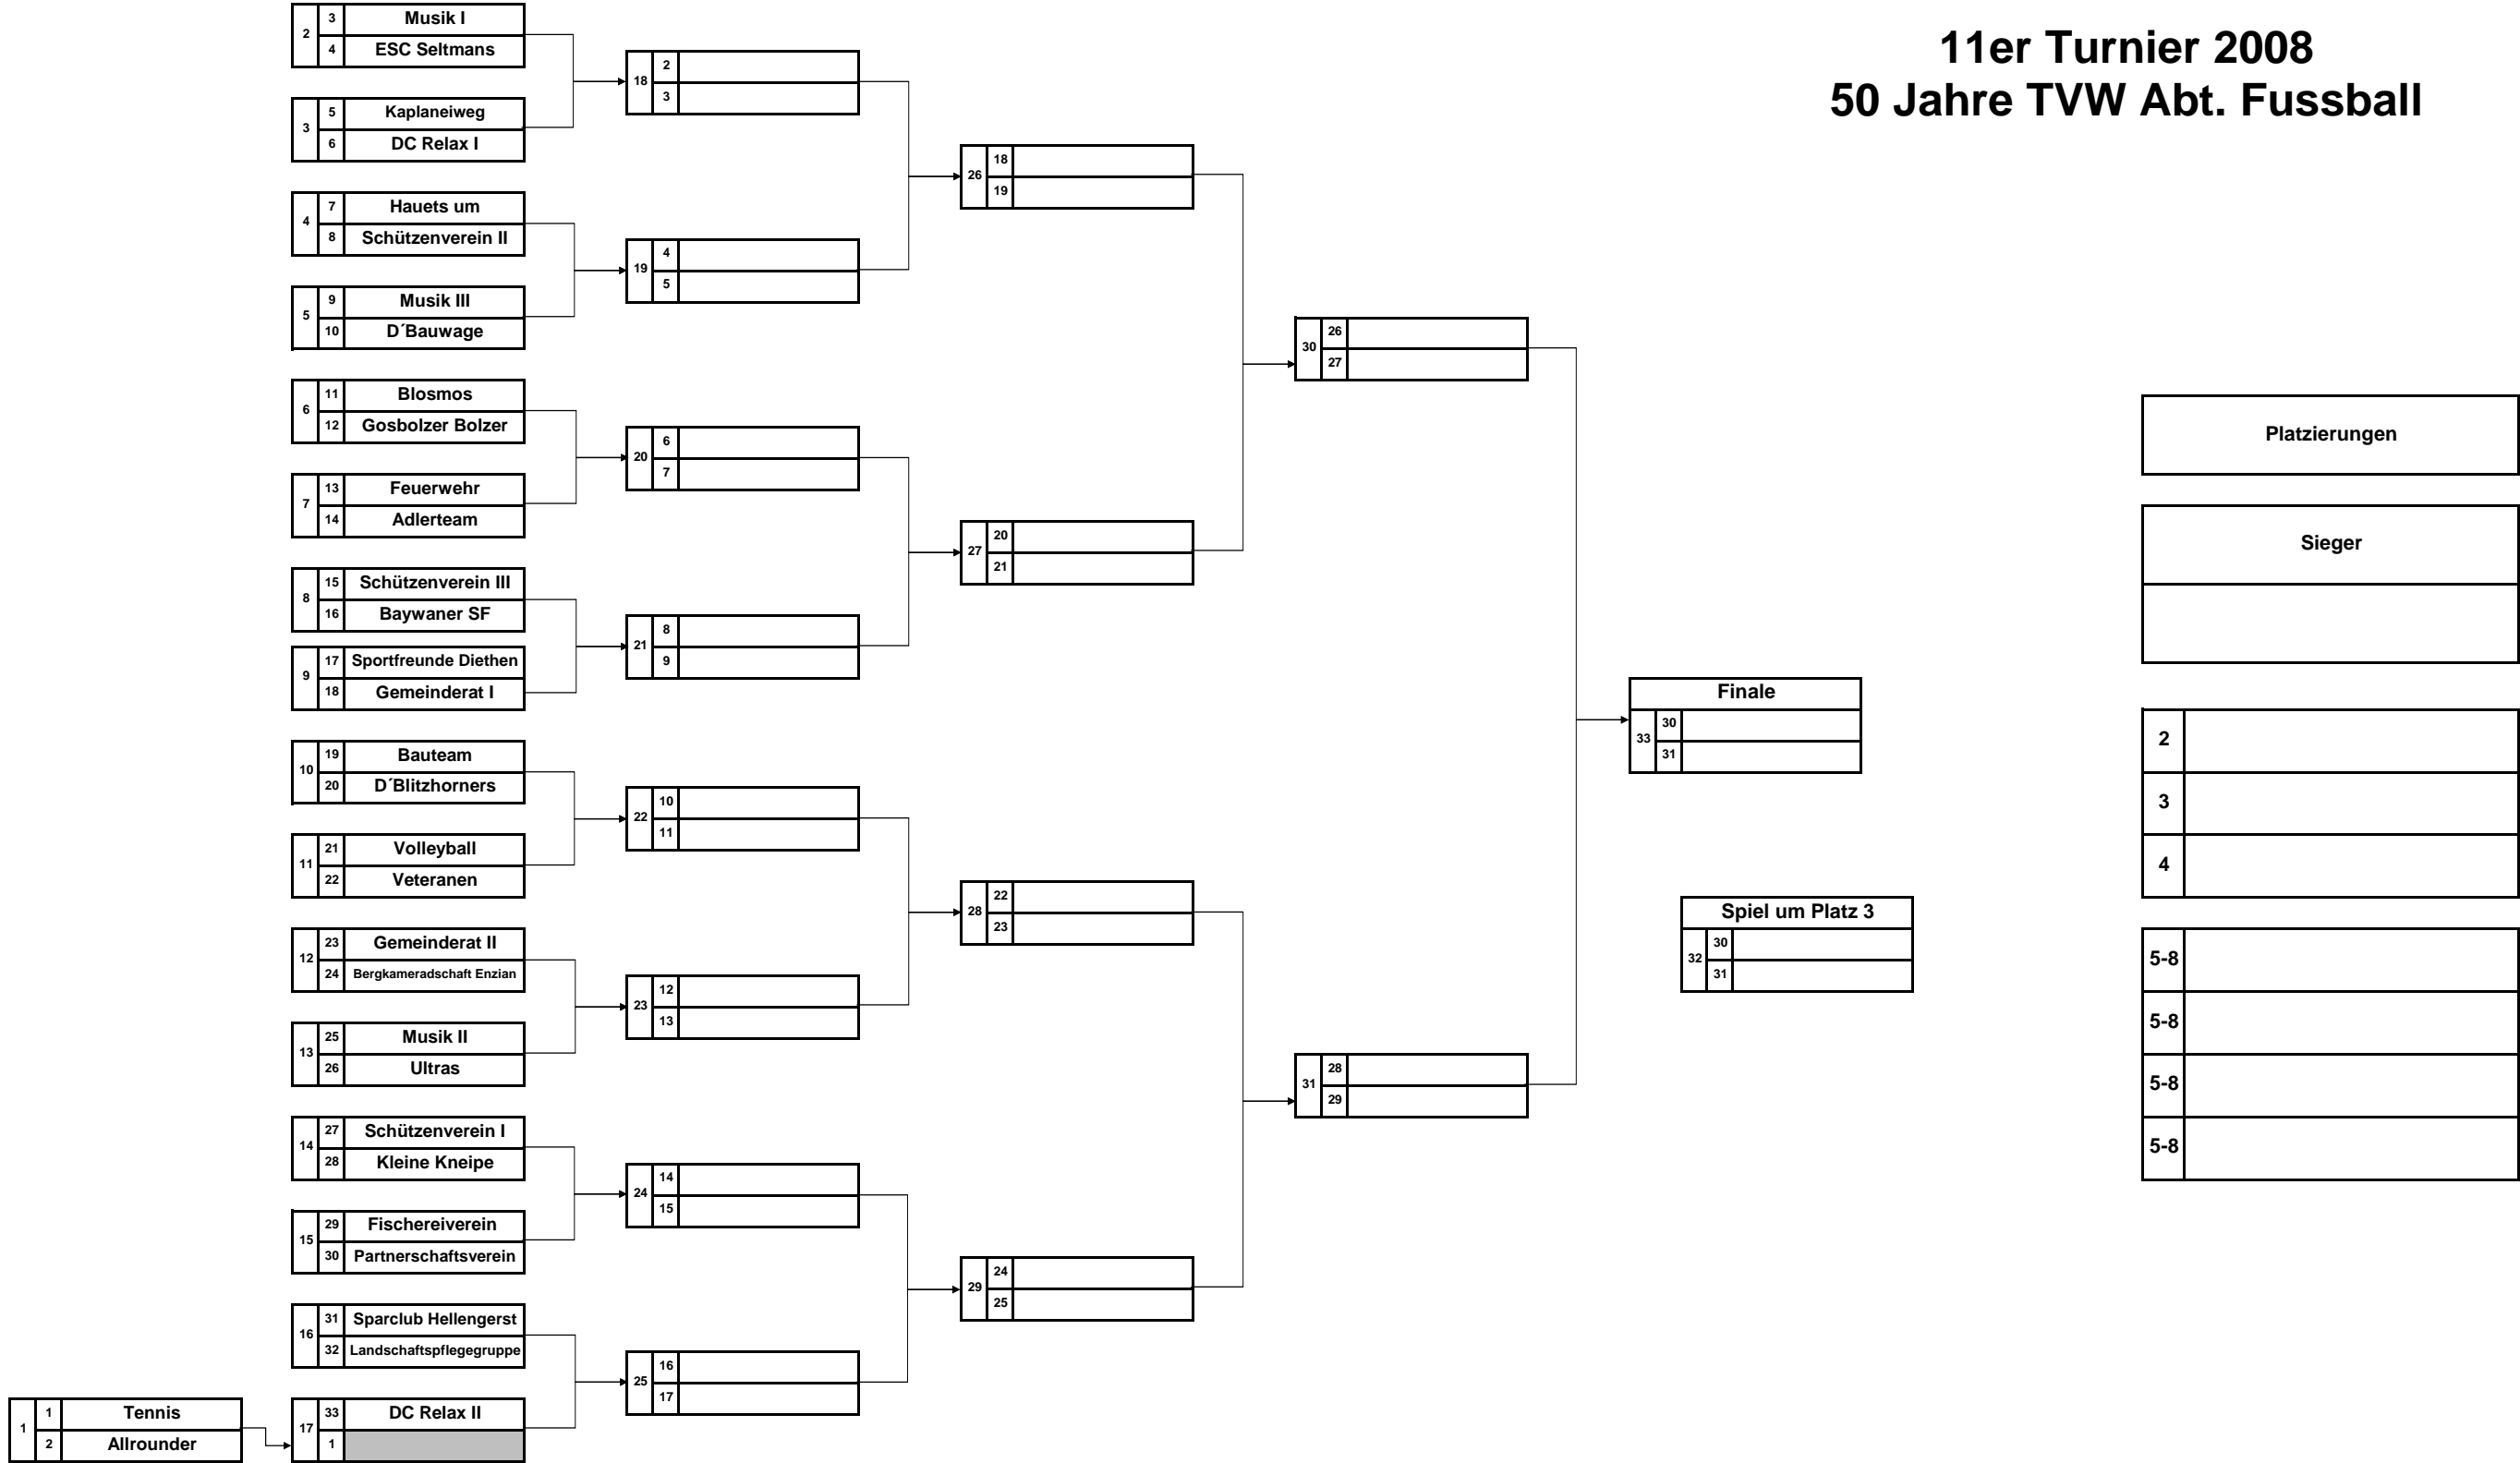 11er Turnier 2008
50 Jahre TVW Abt. Fussball
2
3 Musik I
4 ESC Seltmans
3
5 Kaplaneiweg
6 DC Relax I
4
7 Hauets um
8 Schützenverein II
5
9 Musik III
10 D´Bauwage
6
11 Blosmos
12 Gosbolzer Bolzer
7
13 Feuerwehr
14 Adlerteam
8
15 Schützenverein III
16 Baywaner SF
9
17 Sportfreunde Diethen
18 Gemeinderat I
10
19 Bauteam
20 D´Blitzhorners
11
21 Volleyball
22 Veteranen
12
23 Gemeinderat II
24 Bergkameradschaft Enzian
13
25 Musik II
26 Ultras
14
27 Schützenverein I
28 Kleine Kneipe
15
29 Fischereiverein
30 Partnerschaftsverein
16
31 Sparclub Hellengerst
32 Landschaftspflegegruppe
1
1 Tennis
2 Allrounder
17
33 DC Relax II
1
18
2
3
19
4
5
20
6
7
21
8
9
22
10
11
23
12
13
24
14
15
25
16
17
26
18
19
27
20
21
28
22
23
29
24
25
30
26
27
31
28
29
Finale
33
30
31
Spiel um Platz 3
32
30
31
Platzierungen
Sieger
2
3
4
5-8
5-8
5-8
5-8